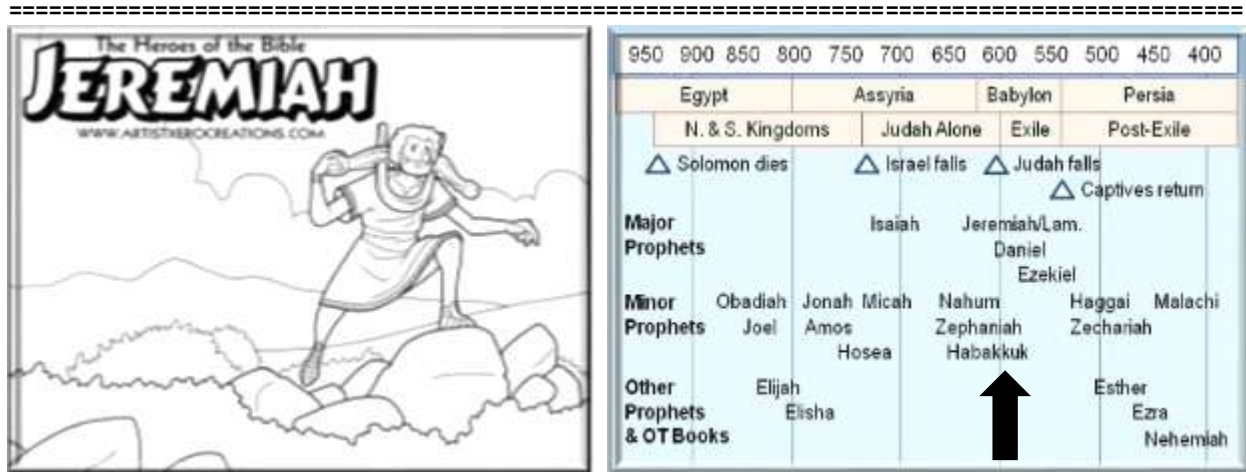 The Heroes of the Bible
JEREMIAH
WWW.ARTISTXEROCREATIONS.COM
950 900 850 800 750 700 650 600 550 500 450 400
Egypt Assyria Babylon Persia
N. & S. Kingdoms Judah Alone Exile Post-Exile
Solomon dies Israel falls Judah falls
Captives return
Major Isaiah Jeremiah/Lam.
Prophets Daniel
Ezekiel
Minor Obadiah Jonah Micah Nahum Haggai Malachi
Prophets Joel Amos Zephaniah Zechariah
Hosea Habakkuk
Other Elijah Esther
Prophets Elisha Ezra
& OT Books Nehemiah